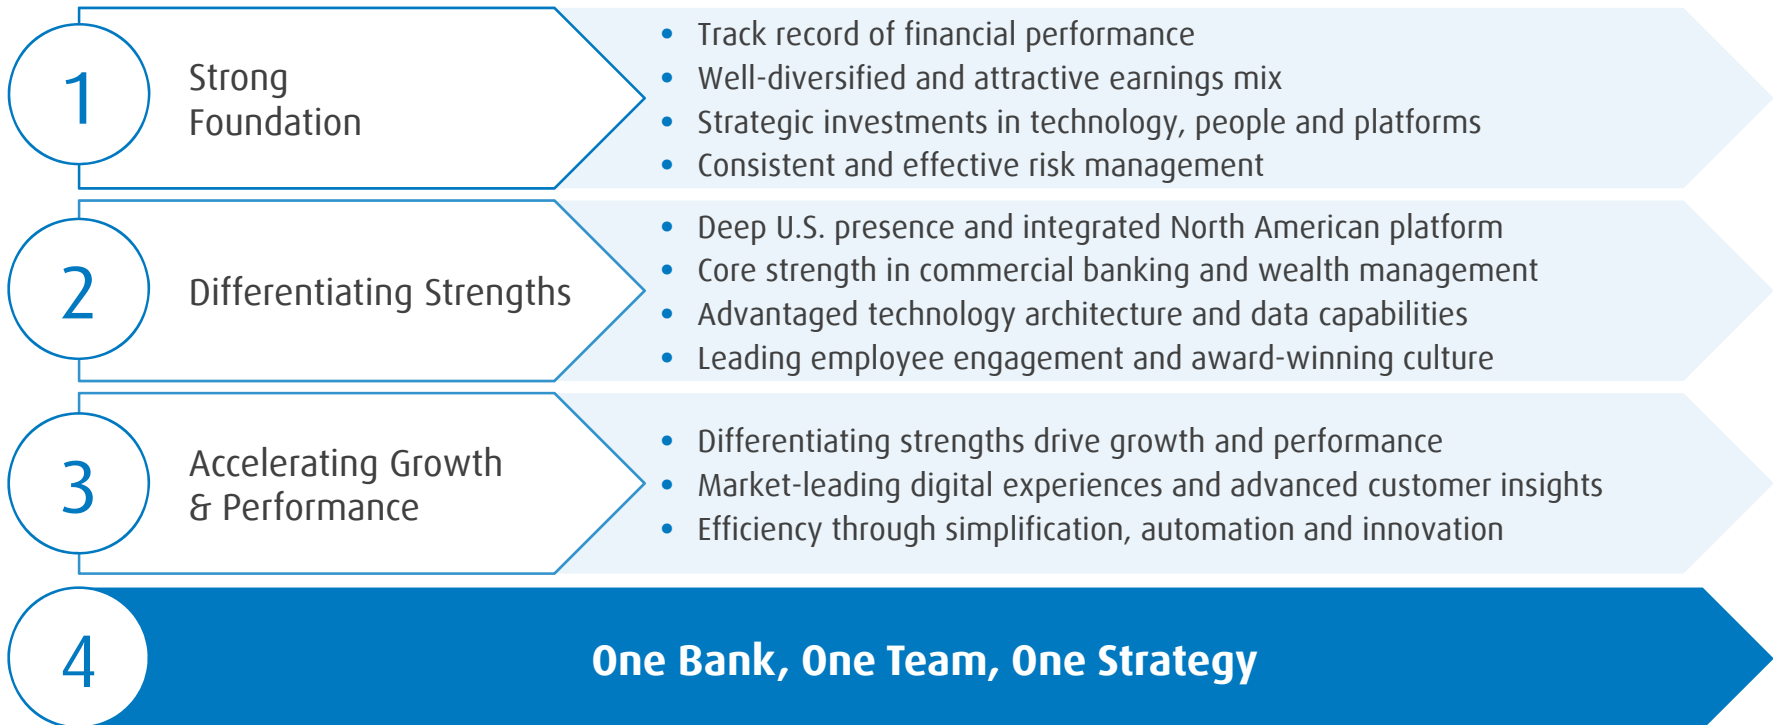 1
Strong
Foundation
• Track record of financial performance
• Well-diversified and attractive earnings mix
• Strategic investments in technology, people and platforms
• Consistent and effective risk management
2
Differentiating Strengths
• Deep U.S. presence and integrated North American platform
• Core strength in commercial banking and wealth management
• Advantaged technology architecture and data capabilities
• Leading employee engagement and award-winning culture
3
Accelerating Growth
& Performance
• Differentiating strengths drive growth and performance
• Market-leading digital experiences and advanced customer insights
• Efficiency through simplification, automation and innovation
4
One Bank, One Team, One Strategy